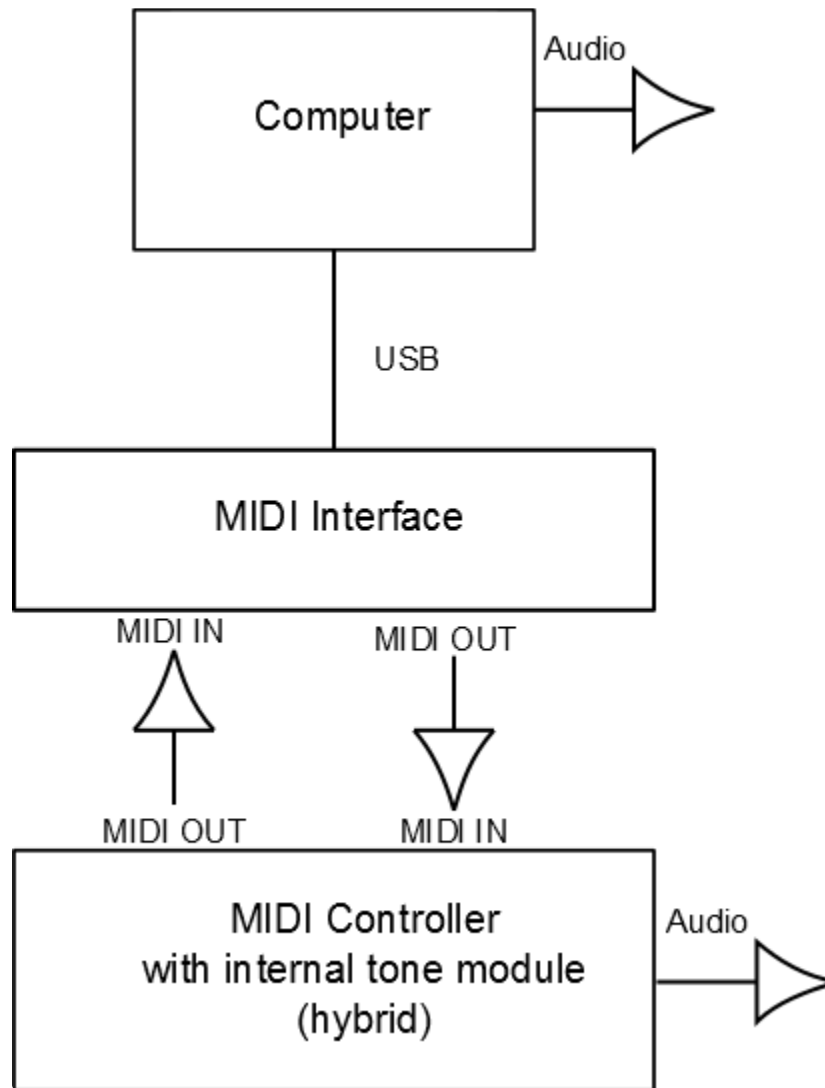 Audio
Computer
USB
MIDI Interface
MIDI IN
MIDI OUT
MIDI OUT
MIDI IN
MIDI Controller
with internal tone module
(hybrid)
Audio